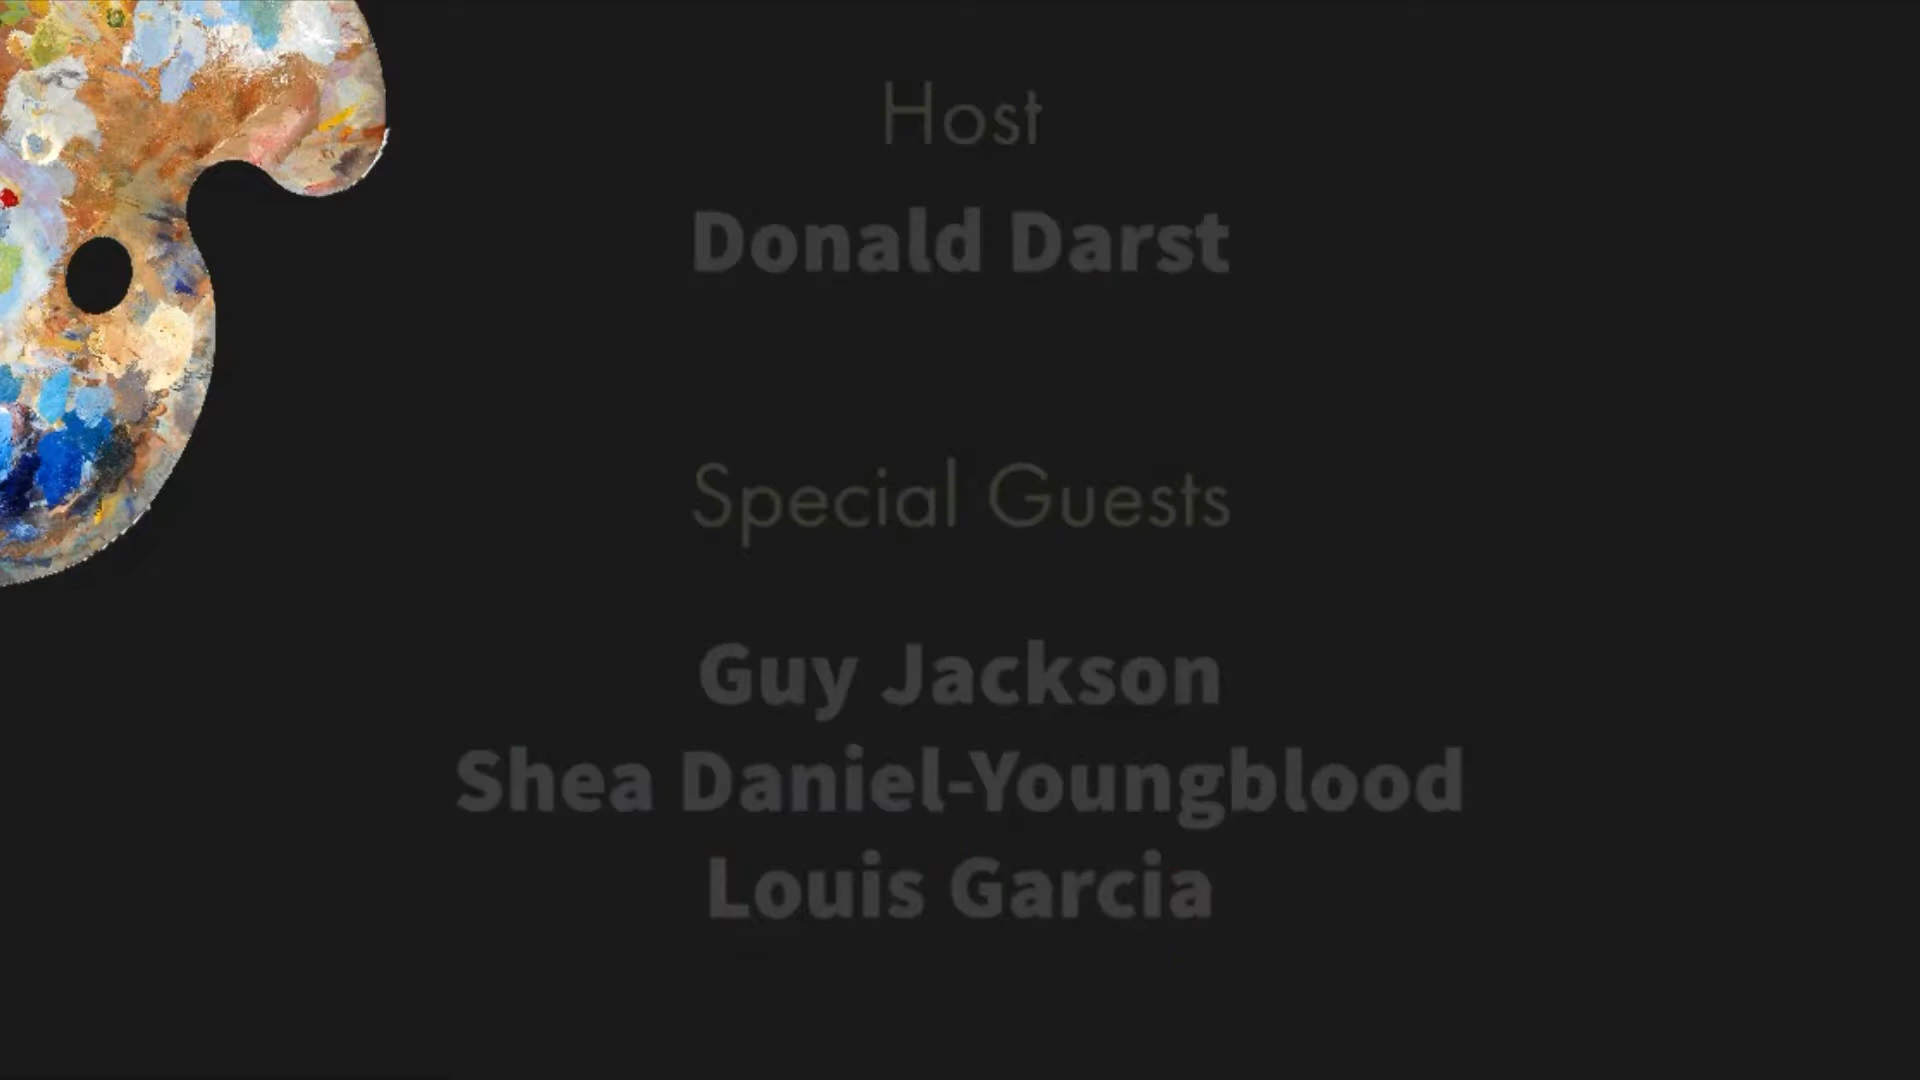 Host
Donald Darst
Special Guests
Guy Jackson
Shea Daniel-Youngblood
Louis Garcia